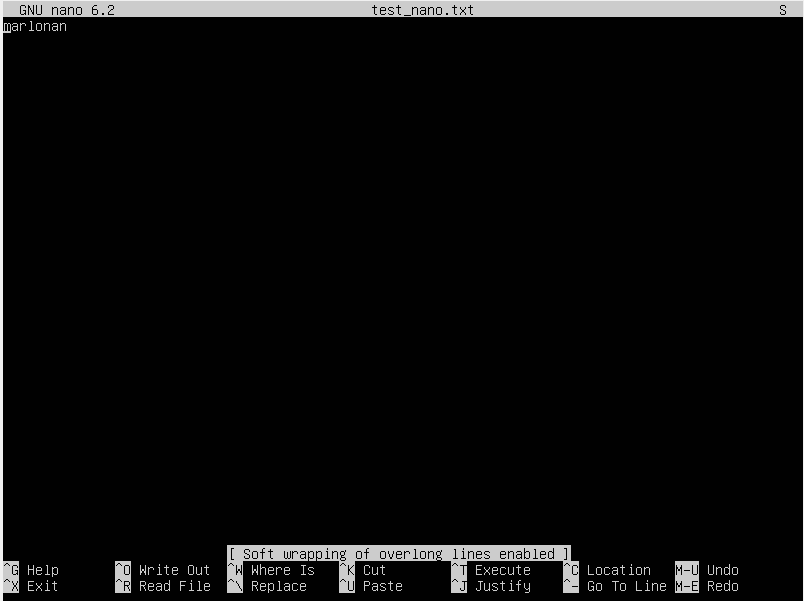 GNU nano 6.2 test_nano.txt S
marlonan
[ Soft wrapping of overlong lines enabled ]
^G Help ^O Write Out ^W Where Is ^K Cut ^T Execute ^C Location M-U Undo
^X Exit ^R Read File ^\ Replace ^U Paste ^J Justify ^_ Go To Line M-E Redo